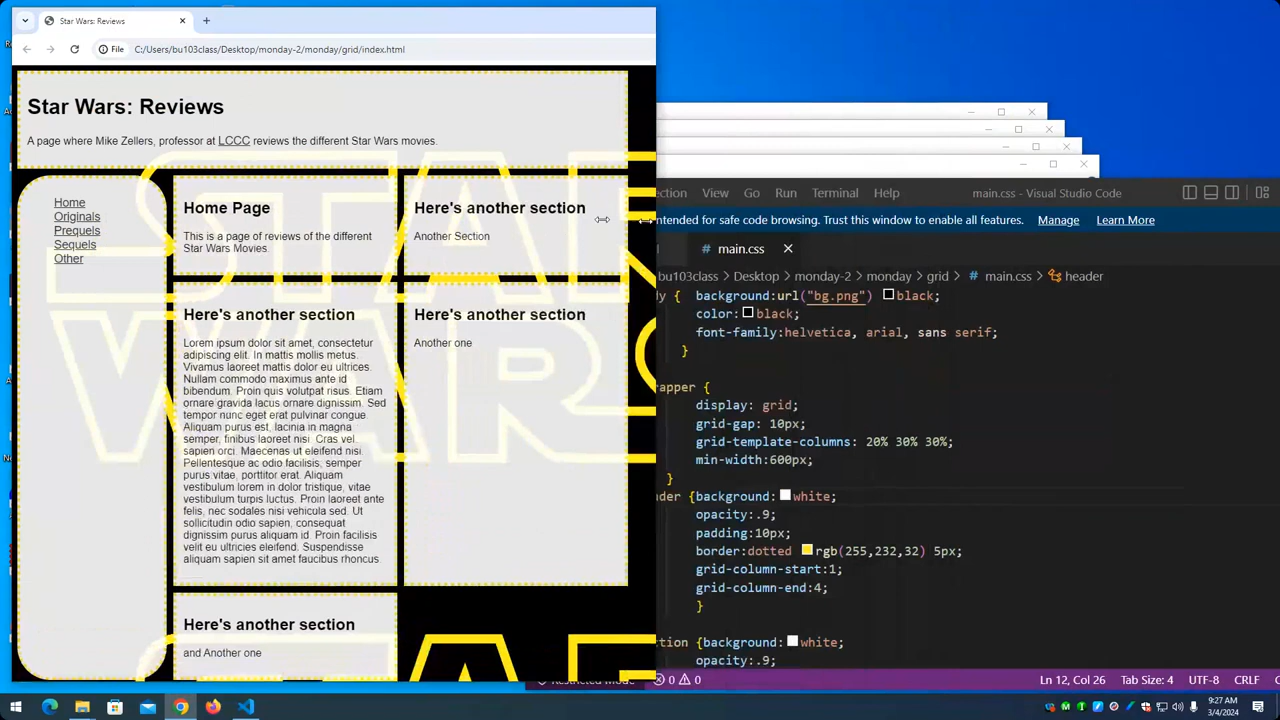 Star Wars: Reviews
File
C:/Users/bu103class/Desktop/monday-2/monday/grid/index.html
Star Wars: Reviews
A page where Mike Zellers, professor at LCCC reviews the different Star Wars movies.
Home
Originals
Prequels
Sequels
Other
Home Page
This is a page of reviews of the different
Star Wars Movies.
Here's another section
Another Section
Here's another section
Lorem ipsum dolor sit amet, consectetur
adipiscing elit. In mattis mollis metus.
Vivamus laoreet mattis dolor eu ultrices.
Nullam commodo maximus ante id
bibendum. Proin quis volutpat risus. Etiam
ornare gravida lacus ornare dignissim. Sed
tempor nunc eget erat pulvinar congue.
Aliquam purus est, lacinia in magna
semper, finibus laoreet nisi. Cras vel
sapien orci. Maecenas ut eleifend nisi.
Pellentesque ac odio facilisis, semper
purus vitae, porttitor erat. Aliquam
vestibulum lorem in dolor tristique, vitae
vestibulum turpis luctus. Proin laoreet ante
felis, nec sodales nisi vehicula sed. Ut
sollicitudin odio sapien, consequat
dignissim purus aliquam id. Proin facilisis
velit eu ultricies eleifend. Suspendisse
aliquam sapien sit amet faucibus rhoncus.
Here's another section
Another one
Here's another section
and Another one
STAR
WARS
ection View Go Run Terminal Help
main.css - Visual Studio Code
ntended for safe code browsing. Trust this window to enable all features. Manage Learn More
main.css
bu103class > Desktop > monday-2 > monday > grid > main.css > header
dy { background:url("bg.png") black;
color: black;
font-family:helvetica, arial, sans serif;
}
rapper {
display: grid;
grid-gap: 10px;
grid-template-columns: 20% 30% 30%;
min-width:600px;
}
ader {background: white;
opacity:.9;
padding:10px;
border:dotted rgb(255,232,32) 5px;
grid-column-start:1;
grid-column-end:4;
}
ction {background: white;
opacity:.9;
Restricted Mode 0 0
Ln 12, Col 26 Tab Size: 4 UTF-8 CRLF
9:27 AM
3/4/2024